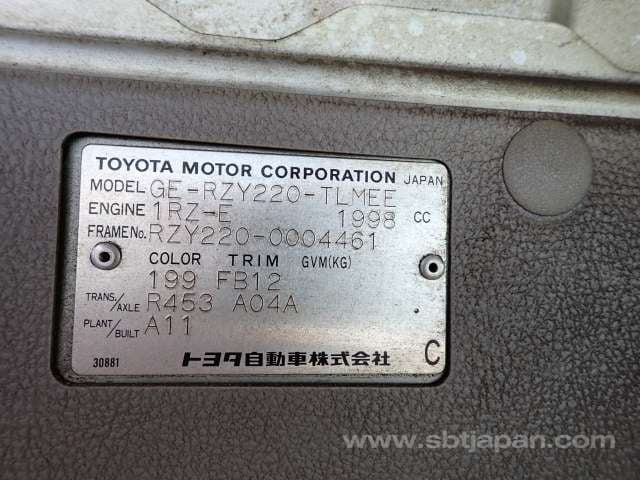 TOYOTA MOTOR CORPORATION JAPAN
MODEL GE-RZY220-TLMEE
ENGINE 1RZ-E 1998 CC
FRAME No. RZY220-0004461
COLOR TRIM GVM(KG)
199 FB12
TRANS./AXLE R453 A04A
PLANT/BUILT A11
30881 トヨタ自動車株式会社 C
www.sbtjapan.com